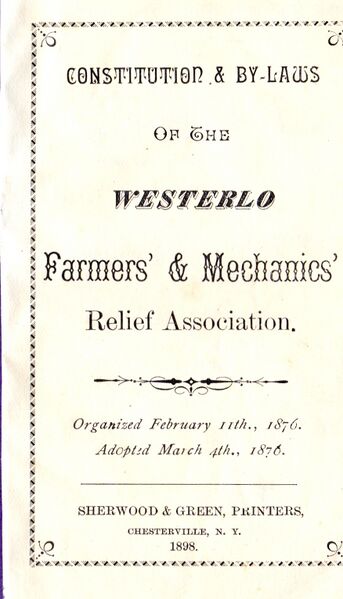 CONSTITUTION & BY-LAWS
OF THE
WESTERLO
Farmers' & Mechanics'
Relief Association.
Organized February 11th., 1876.
Adopted March 4th., 1876.
SHERWOOD & GREEN, PRINTERS,
CHESTERVILLE, N. Y.
1898.